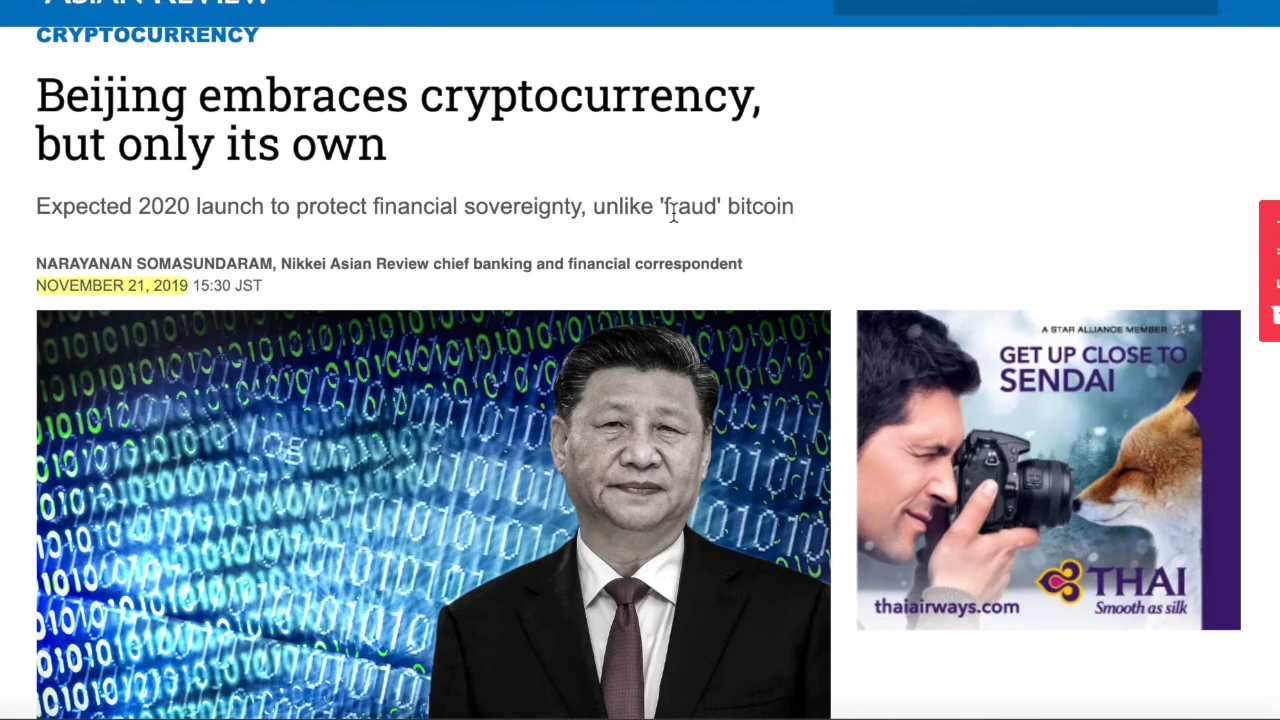 ASIAN REVIEW
CRYPTOCURRENCY
Beijing embraces cryptocurrency,
but only its own
Expected 2020 launch to protect financial sovereignty, unlike 'fraud' bitcoin
NARAYANAN SOMASUNDARAM, Nikkei Asian Review chief banking and financial correspondent
NOVEMBER 21, 2019 15:30 JST
A STAR ALLIANCE MEMBER
GET UP CLOSE TO
SENDAI
THAI
Smooth as silk
thaiairways.com